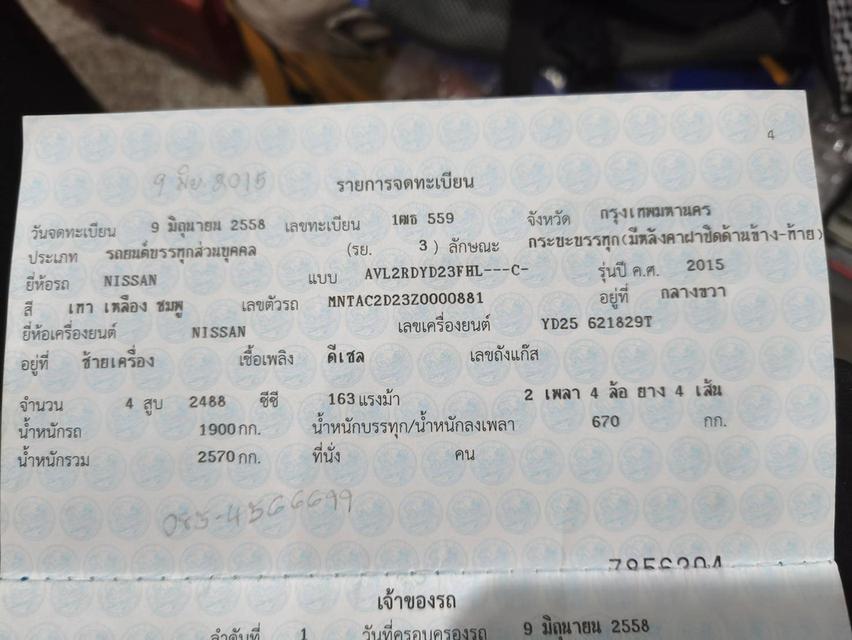 4
9 มิย. 2015
รายการจดทะเบียน
วันจดทะเบียน 9 มิถุนายน 2558 เลขทะเบียน 1ฒธ 559 จังหวัด กรุงเทพมหานคร
ประเภท รถยนต์บรรทุกส่วนบุคคล (รย. 3 ) ลักษณะ กระบะบรรทุก(มีหลังคาฝาปิดด้านข้าง-ท้าย)
ยี่ห้อรถ NISSAN แบบ AVL2RDYD23FHL---C- รุ่นปี ค.ศ. 2015
สี เทา เหลือง ชมพู เลขตัวรถ MNTAC2D23Z0000881 อยู่ที่ กลางขวา
ยี่ห้อเครื่องยนต์ NISSAN เลขเครื่องยนต์ YD25 621829T
อยู่ที่ ซ้ายเครื่อง เชื้อเพลิง ดีเซล เลขถังแก๊ส
จำนวน 4 สูบ 2488 ซีซี 163 แรงม้า 2 เพลา 4 ล้อ ยาง 4 เส้น
น้ำหนักรถ 1900 กก. น้ำหนักบรรทุก/น้ำหนักลงเพลา 670 กก.
น้ำหนักรวม 2570 กก. ที่นั่ง คน
085-4566699
เจ้าของรถ
ลำดับที่ 1 วันที่ครอบครองรถ 9 มิถุนายน 2558